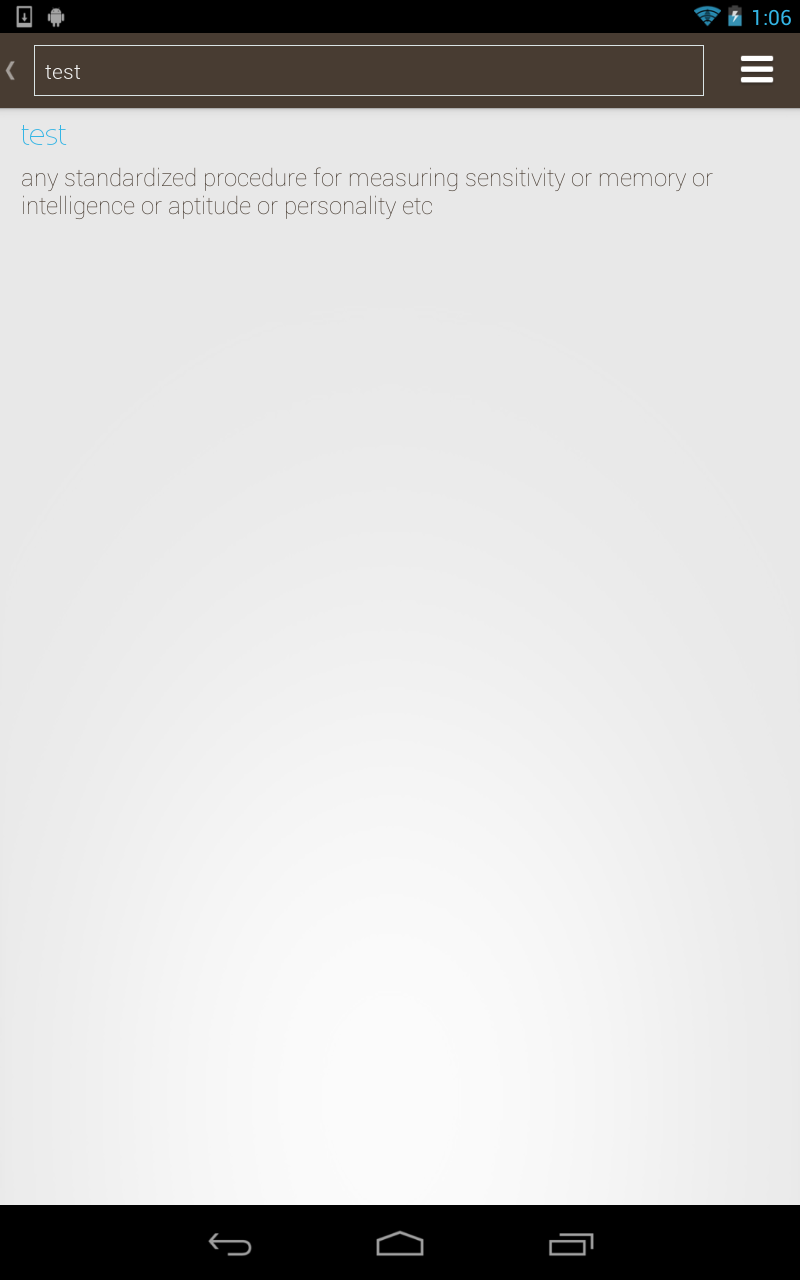 1:06
test
test
any standardized procedure for measuring sensitivity or memory or
intelligence or aptitude or personality etc